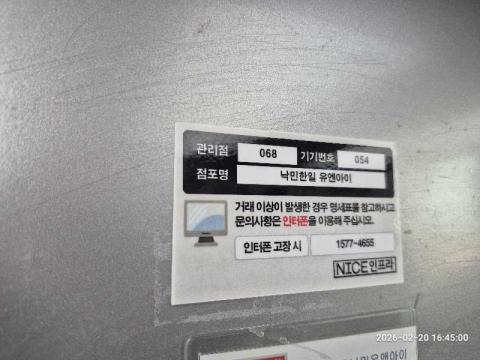 관리점 068 기기번호 054
점포명 낙민한일 유엔아이
거래 이상이 발생한 경우 명세표를 참고하시고
문의사항은 인터폰을 이용해 주십시오.
인터폰 고장 시 1577-4655
NICE인프라
2026-02-20 16:45:00